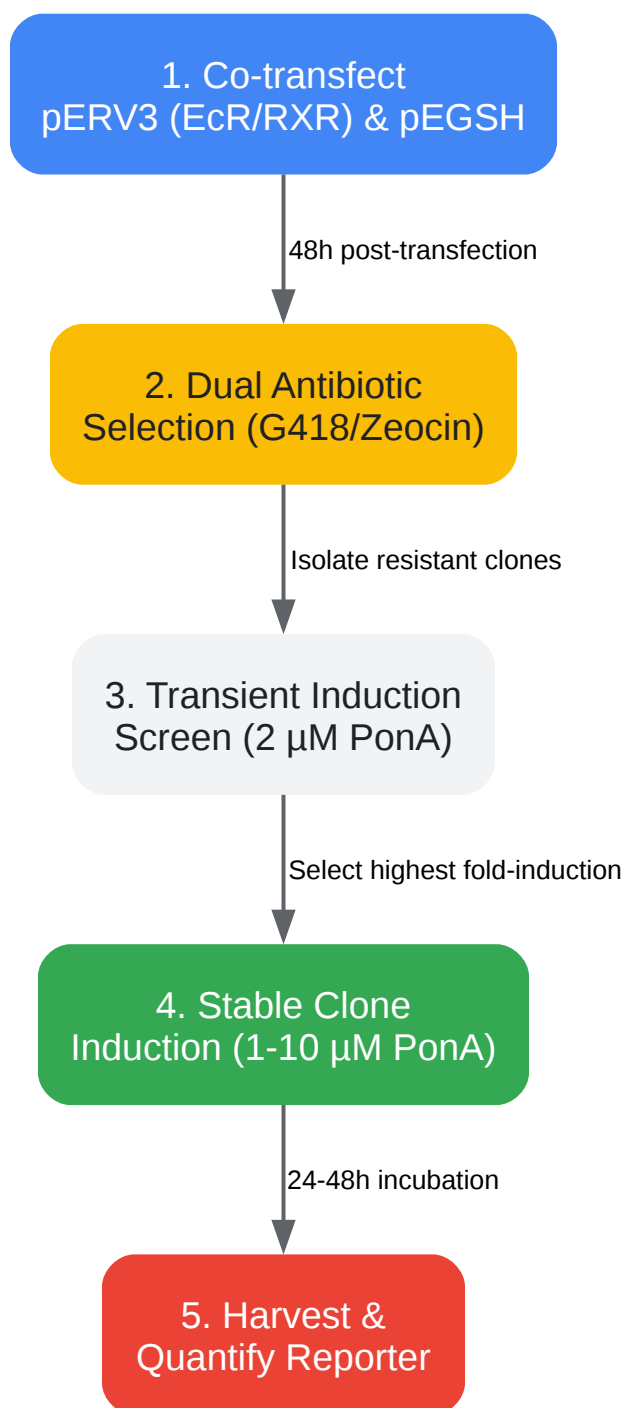 1. Co-transfect
pERV3 (EcR/RXR) & pEGSH
48h post-transfection
2. Dual Antibiotic
Selection (G418/Zeocin)
Isolate resistant clones
3. Transient Induction
Screen (2 µM PonA)
Select highest fold-induction
4. Stable Clone
Induction (1-10 µM PonA)
24-48h incubation
5. Harvest &
Quantify Reporter